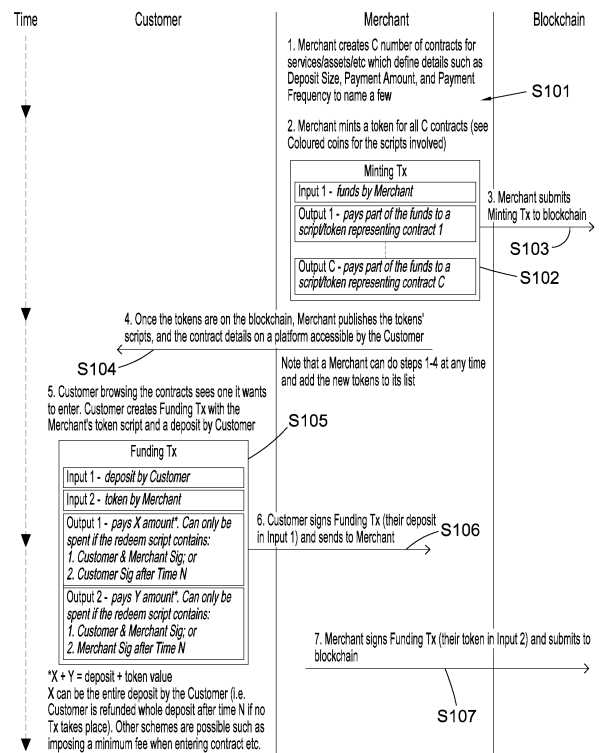 Time
Customer
Merchant
Blockchain
1. Merchant creates C number of contracts for
services/assets/etc which define details such as
Deposit Size, Payment Amount, and Payment
Frequency to name a few
S101
2. Merchant mints a token for all C contracts (see
Coloured coins for the scripts involved)
Minting Tx
Input 1 - funds by Merchant
Output 1 - pays part of the funds to a
script/token representing contract 1
Output C - pays part of the funds to a
script/token representing contract C
3. Merchant submits
Minting Tx to blockchain
S103
S102
4. Once the tokens are on the blockchain, Merchant publishes the tokens'
scripts, and the contract details on a platform accessible by the Customer
S104
Note that a Merchant can do steps 1-4 at any time
and add the new tokens to its list
5. Customer browsing the contracts sees one it wants
to enter. Customer creates Funding Tx with the
Merchant's token script and a deposit by Customer
S105
Funding Tx
Input 1 - deposit by Customer
Input 2 - token by Merchant
Output 1 - pays X amount*. Can only be
spent if the redeem script contains:
1. Customer & Merchant Sig; or
2. Customer Sig after Time N
Output 2 - pays Y amount*. Can only be
spent if the redeem script contains:
1. Customer & Merchant Sig; or
2. Merchant Sig after Time N
6. Customer signs Funding Tx (their deposit
in Input 1) and sends to Merchant
S106
7. Merchant signs Funding Tx (their token in Input 2) and submits to
blockchain
S107
*X + Y = deposit + token value
X can be the entire deposit by the Customer (i.e.
Customer is refunded whole deposit after time N if no
Tx takes place). Other schemes are possible such as
imposing a minimum fee when entering contract etc.